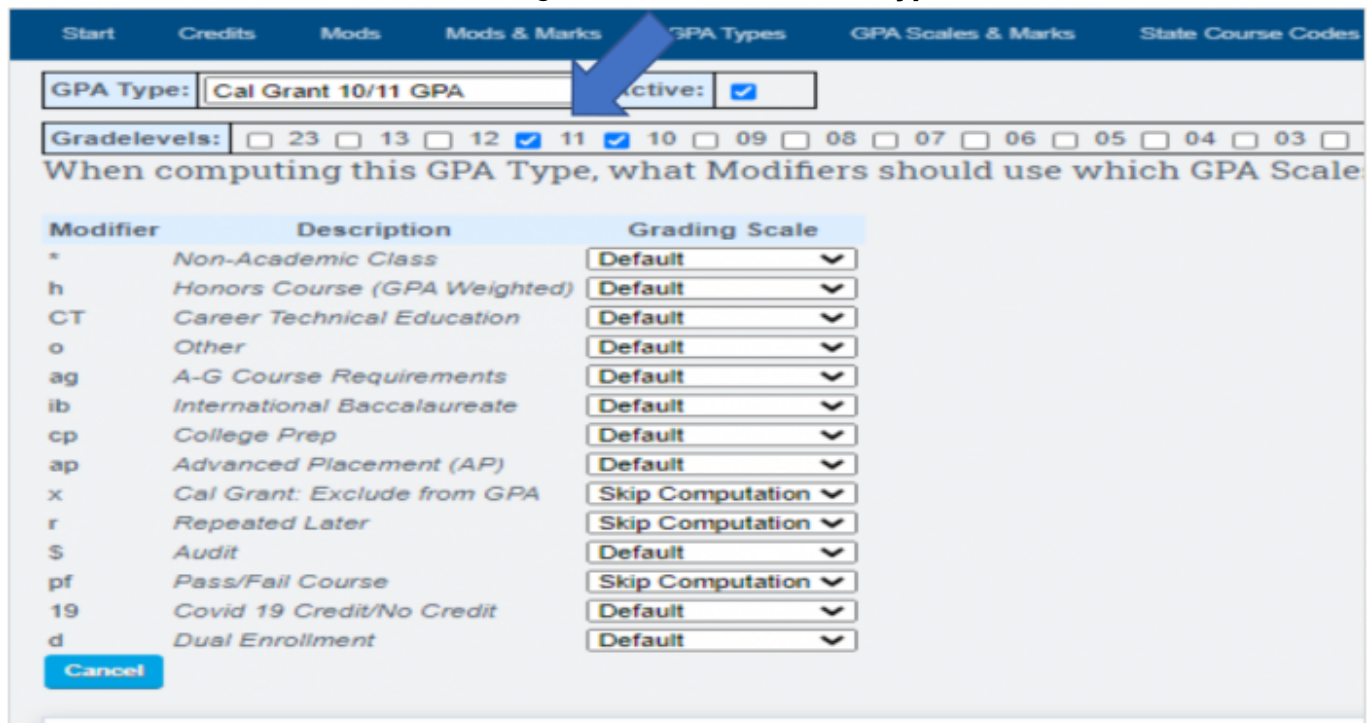 Start Credits Mods Mods & Marks GPA Types GPA Scales & Marks State Course Codes
GPA Type: Cal Grant 10/11 GPA ctive:
Gradelevels: 23 13 12 11 10 09 08 07 06 05 04 03
When computing this GPA Type, what Modifiers should use which GPA Scale
Modifier Description Grading Scale
* Non-Academic Class Default
h Honors Course (GPA Weighted) Default
CT Career Technical Education Default
o Other Default
ag A-G Course Requirements Default
ib International Baccalaureate Default
cp College Prep Default
ap Advanced Placement (AP) Default
x Cal Grant: Exclude from GPA Skip Computation
r Repeated Later Skip Computation
$ Audit Default
pf Pass/Fail Course Skip Computation
19 Covid 19 Credit/No Credit Default
d Dual Enrollment Default
Cancel